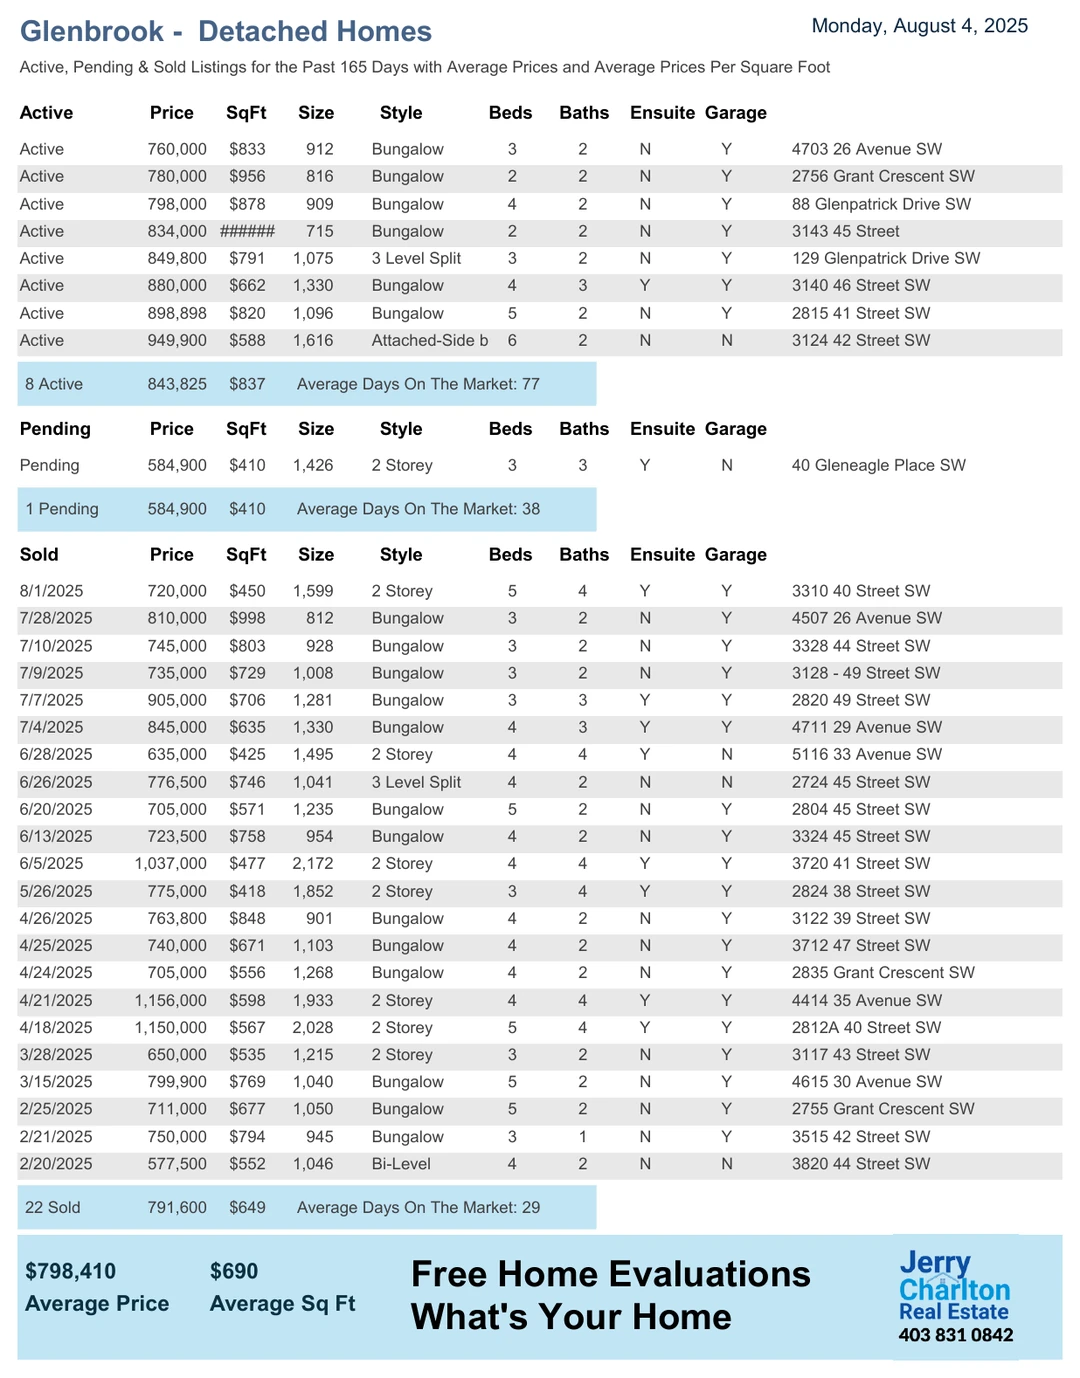 Glenbrook - Detached Homes
Monday, August 4, 2025
Active, Pending & Sold Listings for the Past 165 Days with Average Prices and Average Prices Per Square Foot
Active Price SqFt Size Style Beds Baths Ensuite Garage
Active 760,000 $833 912 Bungalow 3 2 N Y 4703 26 Avenue SW
Active 780,000 $956 816 Bungalow 2 2 N Y 2756 Grant Crescent SW
Active 798,000 $878 909 Bungalow 4 2 N Y 88 Glenpatrick Drive SW
Active 834,000 ###### 715 Bungalow 2 2 N Y 3143 45 Street
Active 849,800 $791 1,075 3 Level Split 3 2 N Y 129 Glenpatrick Drive SW
Active 880,000 $662 1,330 Bungalow 4 3 Y Y 3140 46 Street SW
Active 898,898 $820 1,096 Bungalow 5 2 N Y 2815 41 Street SW
Active 949,900 $588 1,616 Attached-Side b 6 2 N N 3124 42 Street SW
8 Active 843,825 $837 Average Days On The Market: 77
Pending Price SqFt Size Style Beds Baths Ensuite Garage
Pending 584,900 $410 1,426 2 Storey 3 3 Y N 40 Gleneagle Place SW
1 Pending 584,900 $410 Average Days On The Market: 38
Sold Price SqFt Size Style Beds Baths Ensuite Garage
8/1/2025 720,000 $450 1,599 2 Storey 5 4 Y Y 3310 40 Street SW
7/28/2025 810,000 $998 812 Bungalow 3 2 N Y 4507 26 Avenue SW
7/10/2025 745,000 $803 928 Bungalow 3 2 N Y 3328 44 Street SW
7/9/2025 735,000 $729 1,008 Bungalow 3 2 N Y 3128 - 49 Street SW
7/7/2025 905,000 $706 1,281 Bungalow 3 3 Y Y 2820 49 Street SW
7/4/2025 845,000 $635 1,330 Bungalow 4 3 Y Y 4711 29 Avenue SW
6/28/2025 635,000 $425 1,495 2 Storey 4 4 Y N 5116 33 Avenue SW
6/26/2025 776,500 $746 1,041 3 Level Split 4 2 N N 2724 45 Street SW
6/20/2025 705,000 $571 1,235 Bungalow 5 2 N Y 2804 45 Street SW
6/13/2025 723,500 $758 954 Bungalow 4 2 N Y 3324 45 Street SW
6/5/2025 1,037,000 $477 2,172 2 Storey 4 4 Y Y 3720 41 Street SW
5/26/2025 775,000 $418 1,852 2 Storey 3 4 Y Y 2824 38 Street SW
4/26/2025 763,800 $848 901 Bungalow 4 2 N Y 3122 39 Street SW
4/25/2025 740,000 $671 1,103 Bungalow 4 2 N Y 3712 47 Street SW
4/24/2025 705,000 $556 1,268 Bungalow 4 2 N Y 2835 Grant Crescent SW
4/21/2025 1,156,000 $598 1,933 2 Storey 4 4 Y Y 4414 35 Avenue SW
4/18/2025 1,150,000 $567 2,028 2 Storey 5 4 Y Y 2812A 40 Street SW
3/28/2025 650,000 $535 1,215 2 Storey 3 2 N Y 3117 43 Street SW
3/15/2025 799,900 $769 1,040 Bungalow 5 2 N Y 4615 30 Avenue SW
2/25/2025 711,000 $677 1,050 Bungalow 5 2 N Y 2755 Grant Crescent SW
2/21/2025 750,000 $794 945 Bungalow 3 1 N Y 3515 42 Street SW
2/20/2025 577,500 $552 1,046 Bi-Level 4 2 N N 3820 44 Street SW
22 Sold 791,600 $649 Average Days On The Market: 29
$798,410 $690
Average Price Average Sq Ft
Free Home Evaluations
What's Your Home
Jerry
Charlton
Real Estate
403 831 0842